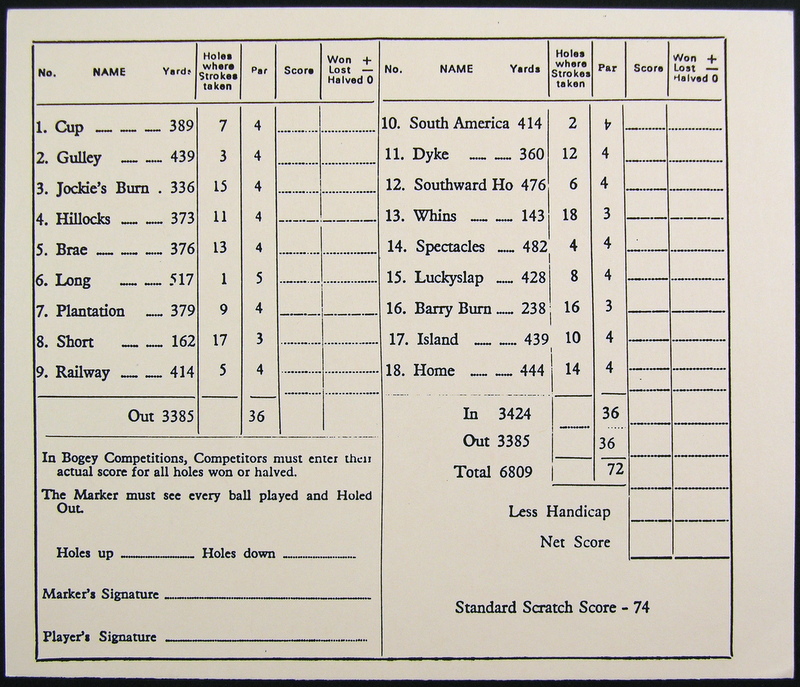 No. NAME Yards Holes where Strokes taken Par Score Won + Lost — Halved 0
1. Cup 389 7 4
2. Gulley 439 3 4
3. Jockie's Burn . 336 15 4
4. Hillocks 373 11 4
5. Brae 376 13 4
6. Long 517 1 5
7. Plantation 379 9 4
8. Short 162 17 3
9. Railway 414 5 4
Out 3385 36
In Bogey Competitions, Competitors must enter their
actual score for all holes won or halved.
The Marker must see every ball played and Holed
Out.
Holes up Holes down
Marker's Signature
Player's Signature
No. NAME Yards Holes where Strokes taken Par Score Won + Lost — Halved 0
10. South America 414 2 4
11. Dyke 360 12 4
12. Southward Ho 476 6 4
13. Whins 143 18 3
14. Spectacles 482 4 4
15. Luckyslap 428 8 4
16. Barry Burn 238 16 3
17. Island 439 10 4
18. Home 444 14 4
In 3424 36
Out 3385 36
Total 6809 72
Less Handicap
Net Score
Standard Scratch Score - 74